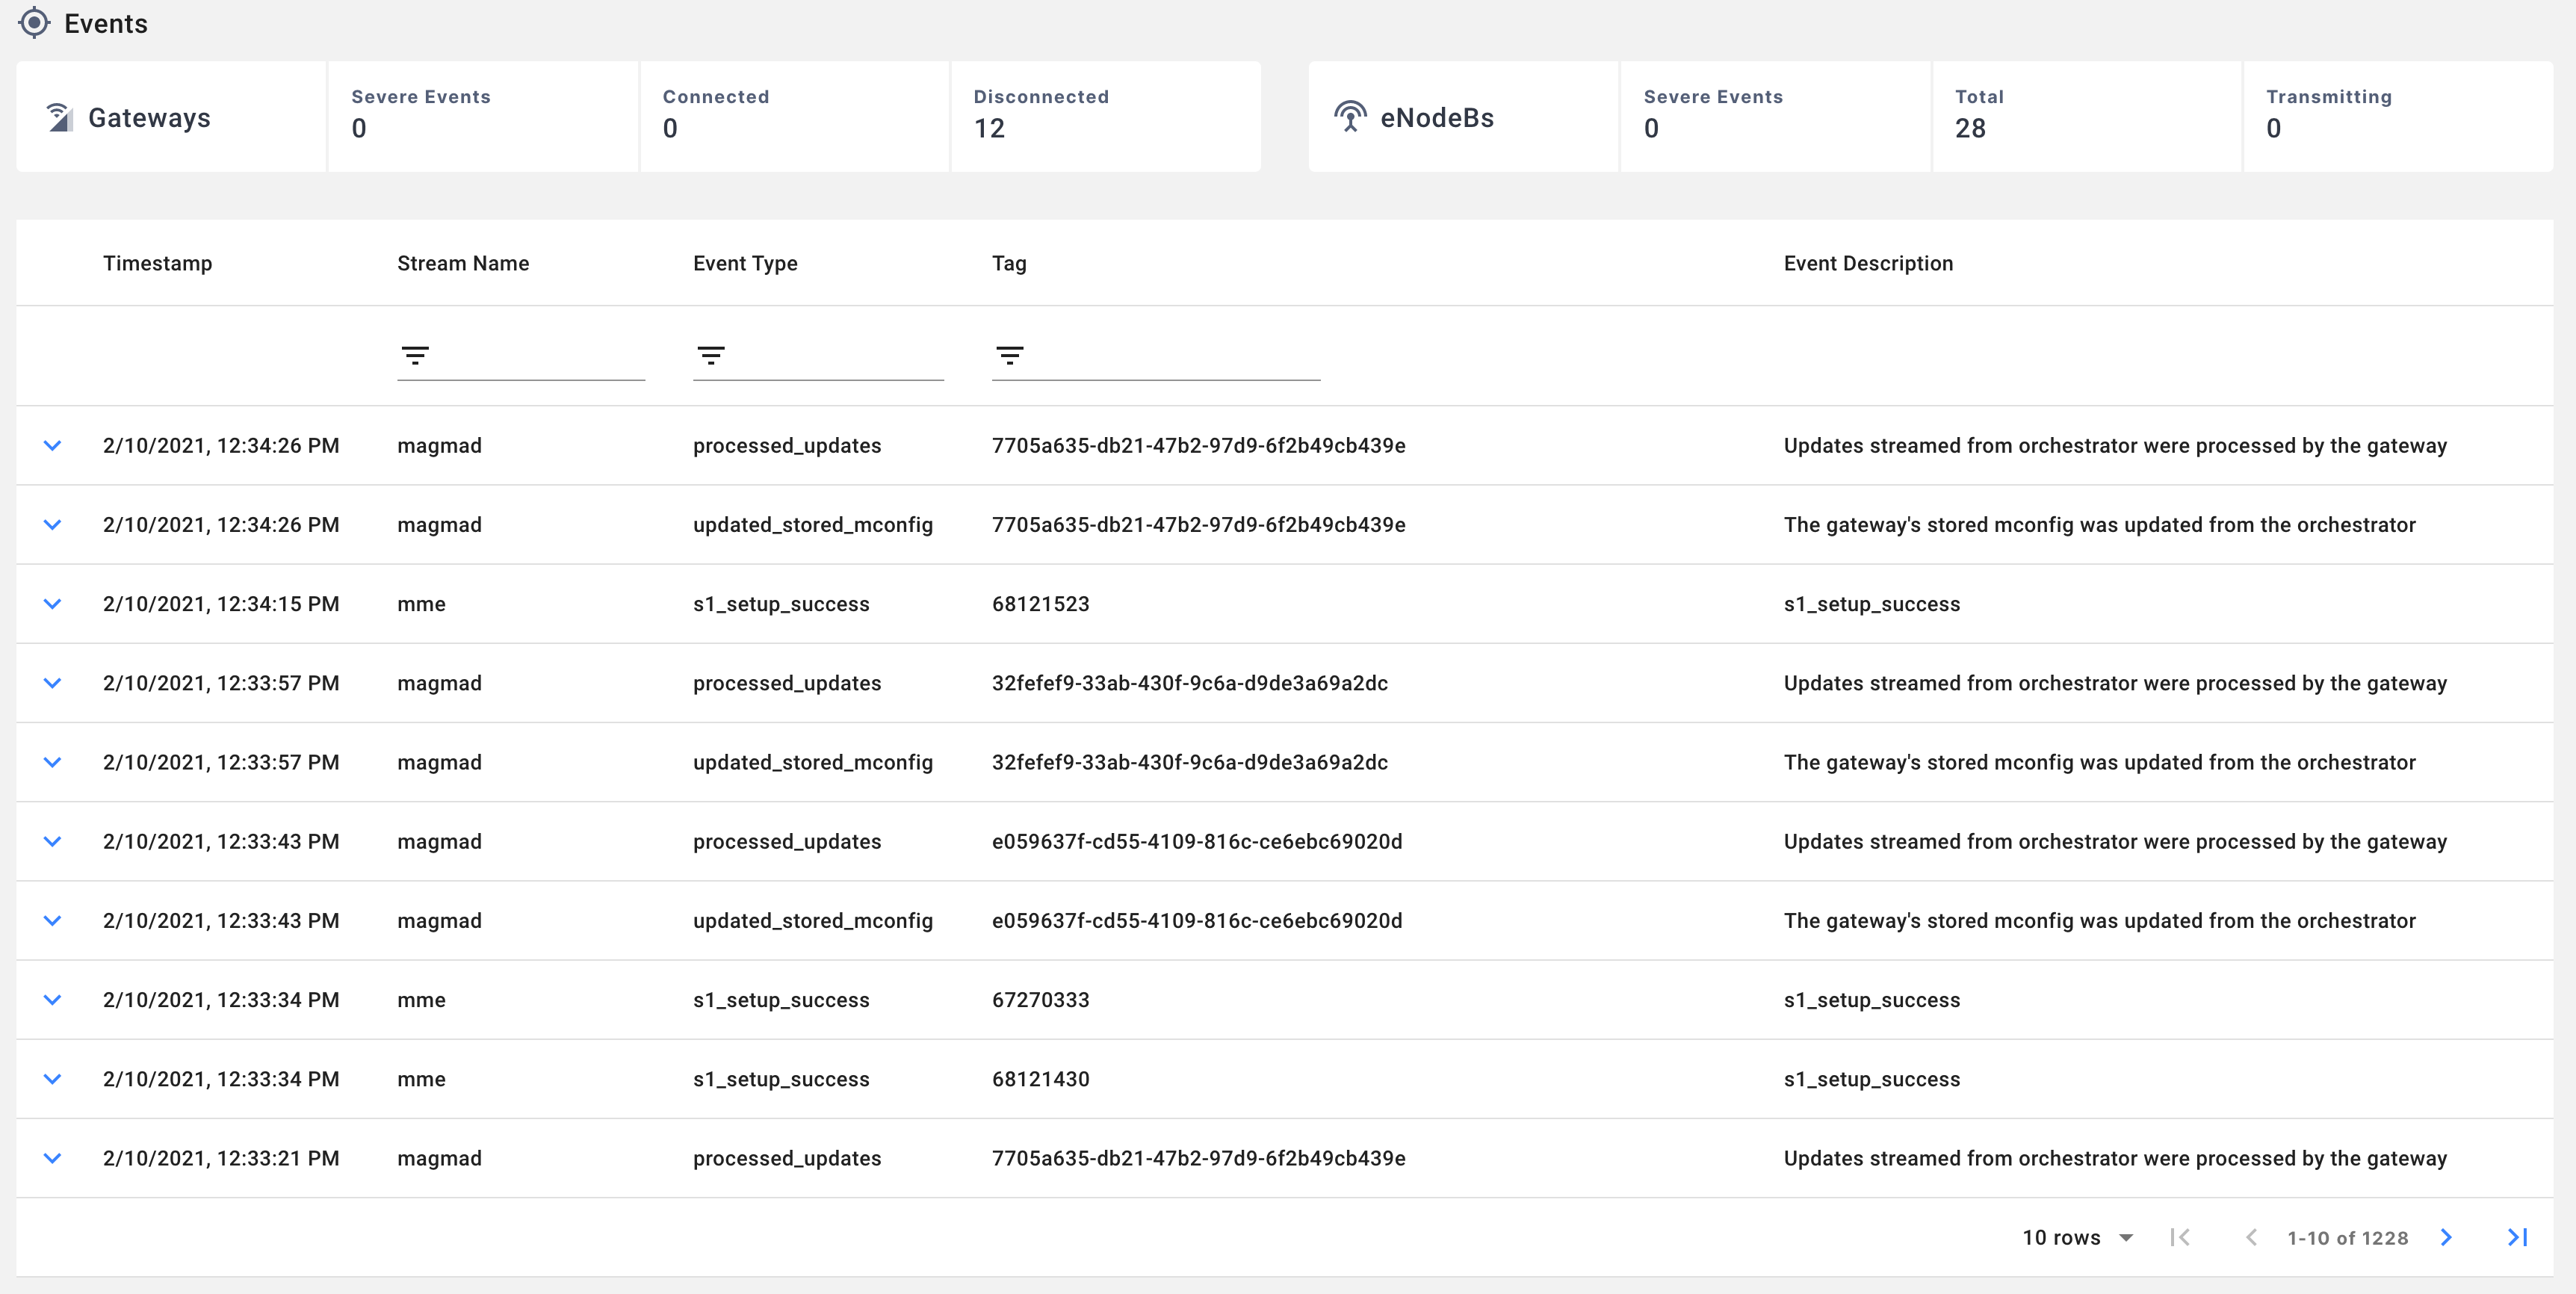 Events
Gateways
Severe Events
0
Connected
0
Disconnected
12
eNodeBs
Severe Events
0
Total
28
Transmitting
0
Timestamp Stream Name Event Type Tag Event Description
2/10/2021, 12:34:26 PM magmad processed_updates 7705a635-db21-47b2-97d9-6f2b49cb439e Updates streamed from orchestrator were processed by the gateway
2/10/2021, 12:34:26 PM magmad updated_stored_mconfig 7705a635-db21-47b2-97d9-6f2b49cb439e The gateway's stored mconfig was updated from the orchestrator
2/10/2021, 12:34:15 PM mme s1_setup_success 68121523 s1_setup_success
2/10/2021, 12:33:57 PM magmad processed_updates 32fefef9-33ab-430f-9c6a-d9de3a69a2dc Updates streamed from orchestrator were processed by the gateway
2/10/2021, 12:33:57 PM magmad updated_stored_mconfig 32fefef9-33ab-430f-9c6a-d9de3a69a2dc The gateway's stored mconfig was updated from the orchestrator
2/10/2021, 12:33:43 PM magmad processed_updates e059637f-cd55-4109-816c-ce6ebc69020d Updates streamed from orchestrator were processed by the gateway
2/10/2021, 12:33:43 PM magmad updated_stored_mconfig e059637f-cd55-4109-816c-ce6ebc69020d The gateway's stored mconfig was updated from the orchestrator
2/10/2021, 12:33:34 PM mme s1_setup_success 67270333 s1_setup_success
2/10/2021, 12:33:34 PM mme s1_setup_success 68121430 s1_setup_success
2/10/2021, 12:33:21 PM magmad processed_updates 7705a635-db21-47b2-97d9-6f2b49cb439e Updates streamed from orchestrator were processed by the gateway
10 rows 1-10 of 1228